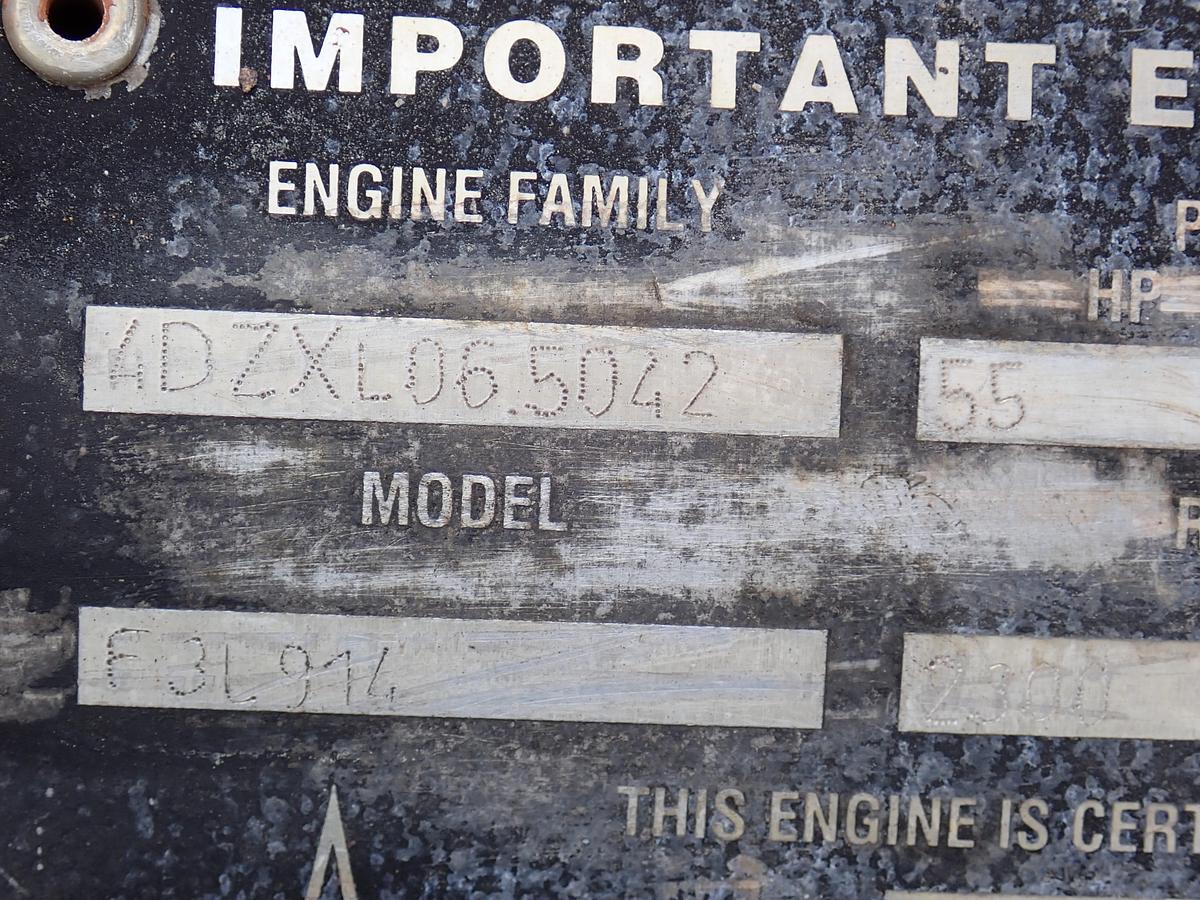 IMPORTANT E
ENGINE FAMILY
HP
4DZXL06.5042
55
MODEL
F3L914
2300
THIS ENGINE IS CERT